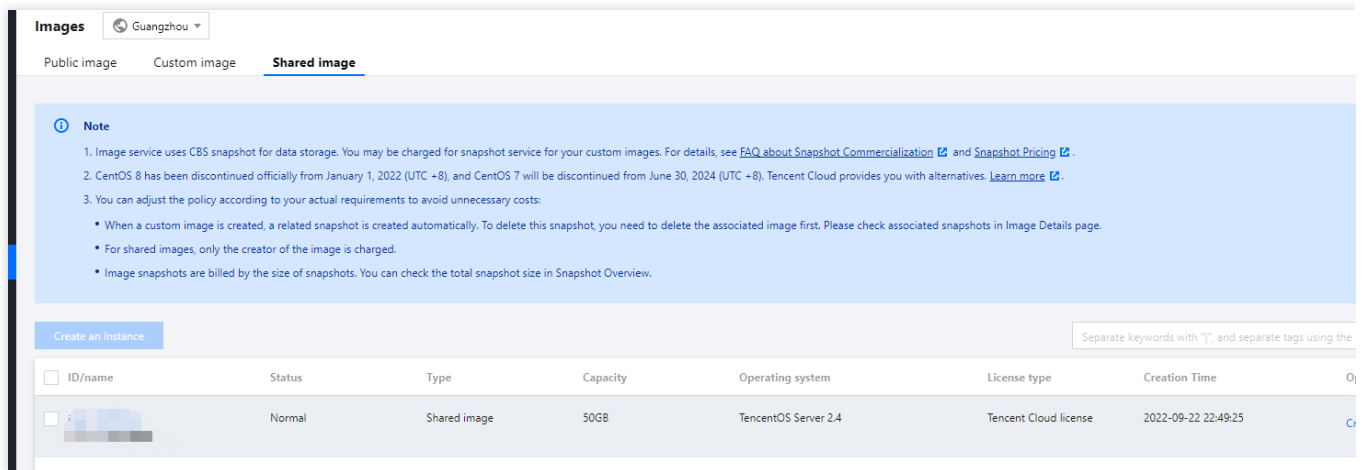 Images Guangzhou
Public image Custom image Shared image
Note
1. Image service uses CBS snapshot for data storage. You may be charged for snapshot service for your custom images. For details, see FAQ about Snapshot Commercialization and Snapshot Pricing .
2. CentOS 8 has been discontinued officially from January 1, 2022 (UTC +8), and CentOS 7 will be discontinued from June 30, 2024 (UTC +8). Tencent Cloud provides you with alternatives. Learn more .
3. You can adjust the policy according to your actual requirements to avoid unnecessary costs:
• When a custom image is created, a related snapshot is created automatically. To delete this snapshot, you need to delete the associated image first. Please check associated snapshots in Image Details page.
• For shared images, only the creator of the image is charged.
• Image snapshots are billed by the size of snapshots. You can check the total snapshot size in Snapshot Overview.
Create an Instance Separate keywords with "|", and separate tags using the
ID/name Status Type Capacity Operating system License type Creation Time
Normal Shared image 50GB TencentOS Server 2.4 Tencent Cloud license 2022-09-22 22:49:25